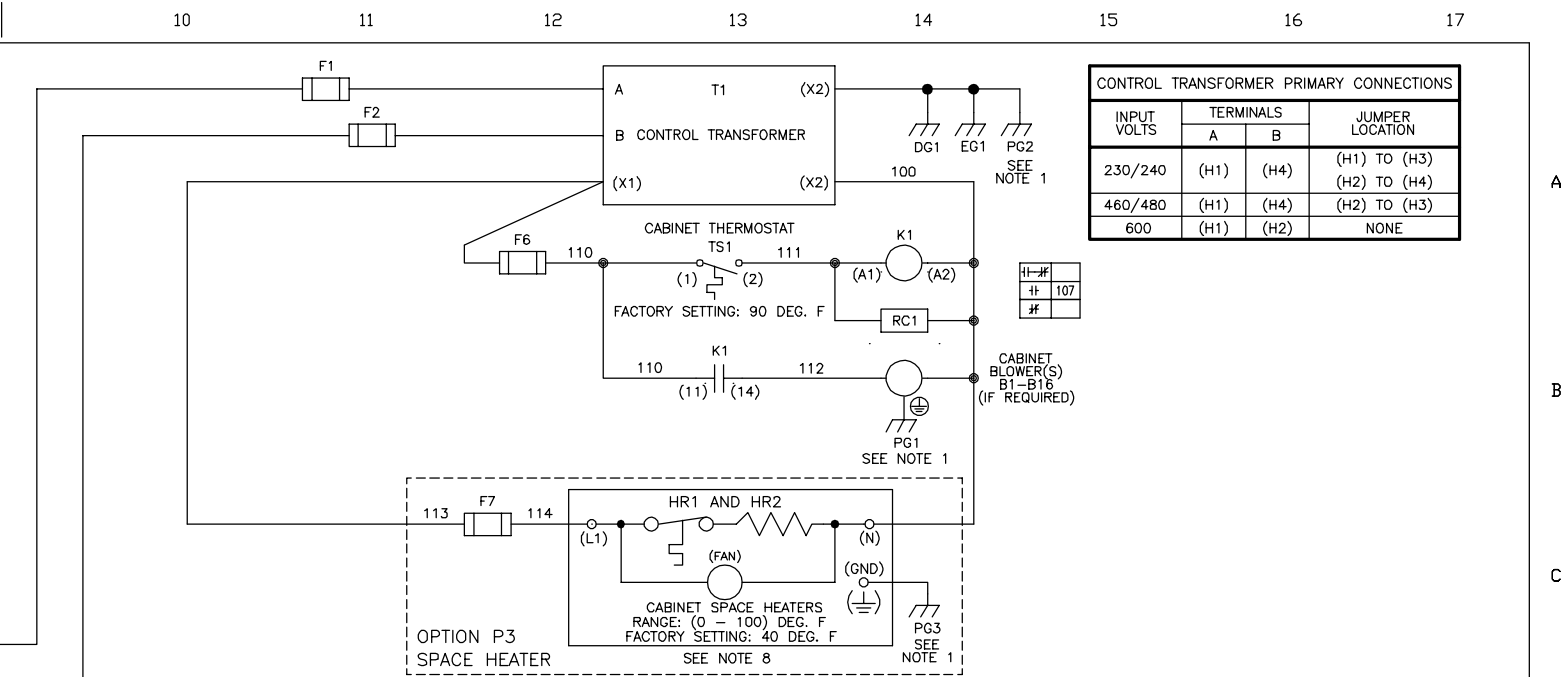 10 11 12 13 14 15 16 17
F1
A T1 (X2)
F2
B CONTROL TRANSFORMER
DG1 EG1 PG2
SEE
NOTE 1
(X1) (X2) 100
CONTROL TRANSFORMER PRIMARY CONNECTIONS
INPUT VOLTS TERMINALS JUMPER LOCATION
A B
230/240 (H1) (H4) (H1) TO (H3)
(H2) TO (H4)
460/480 (H1) (H4) (H2) TO (H3)
600 (H1) (H2) NONE
A
CABINET THERMOSTAT
F6 110 TS1 111 K1
(1) (2) (A1) (A2)
FACTORY SETTING: 90 DEG. F
RC1
107
K1
110 112
(11) (14)
CABINET
BLOWER(S)
B1-B16
(IF REQUIRED)
B
PG1
SEE NOTE 1
113 F7 114 HR1 AND HR2
(L1) (N)
(FAN)
(GND)
CABINET SPACE HEATERS
RANGE: (0 - 100) DEG. F
FACTORY SETTING: 40 DEG. F
PG3
SEE
NOTE 1
C
OPTION P3
SPACE HEATER
SEE NOTE 8